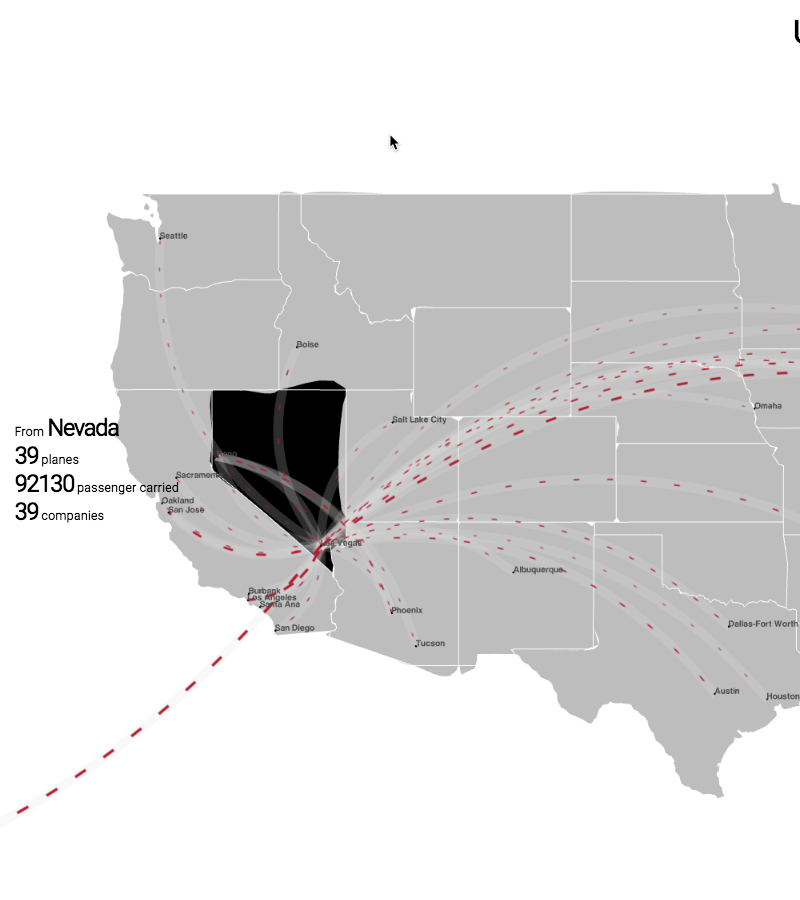 U
Seattle
Boise
Salt Lake City
Omaha
From Nevada
39 planes
92130 passenger carried
39 companies
Reno
Sacramen
Oakland
San Jose
Las Vegas
Albuquerque
Burbank
Los Angeles
Santa Ana
Phoenix
Dallas-Fort Worth
San Diego
Tucson
Austin
Houston